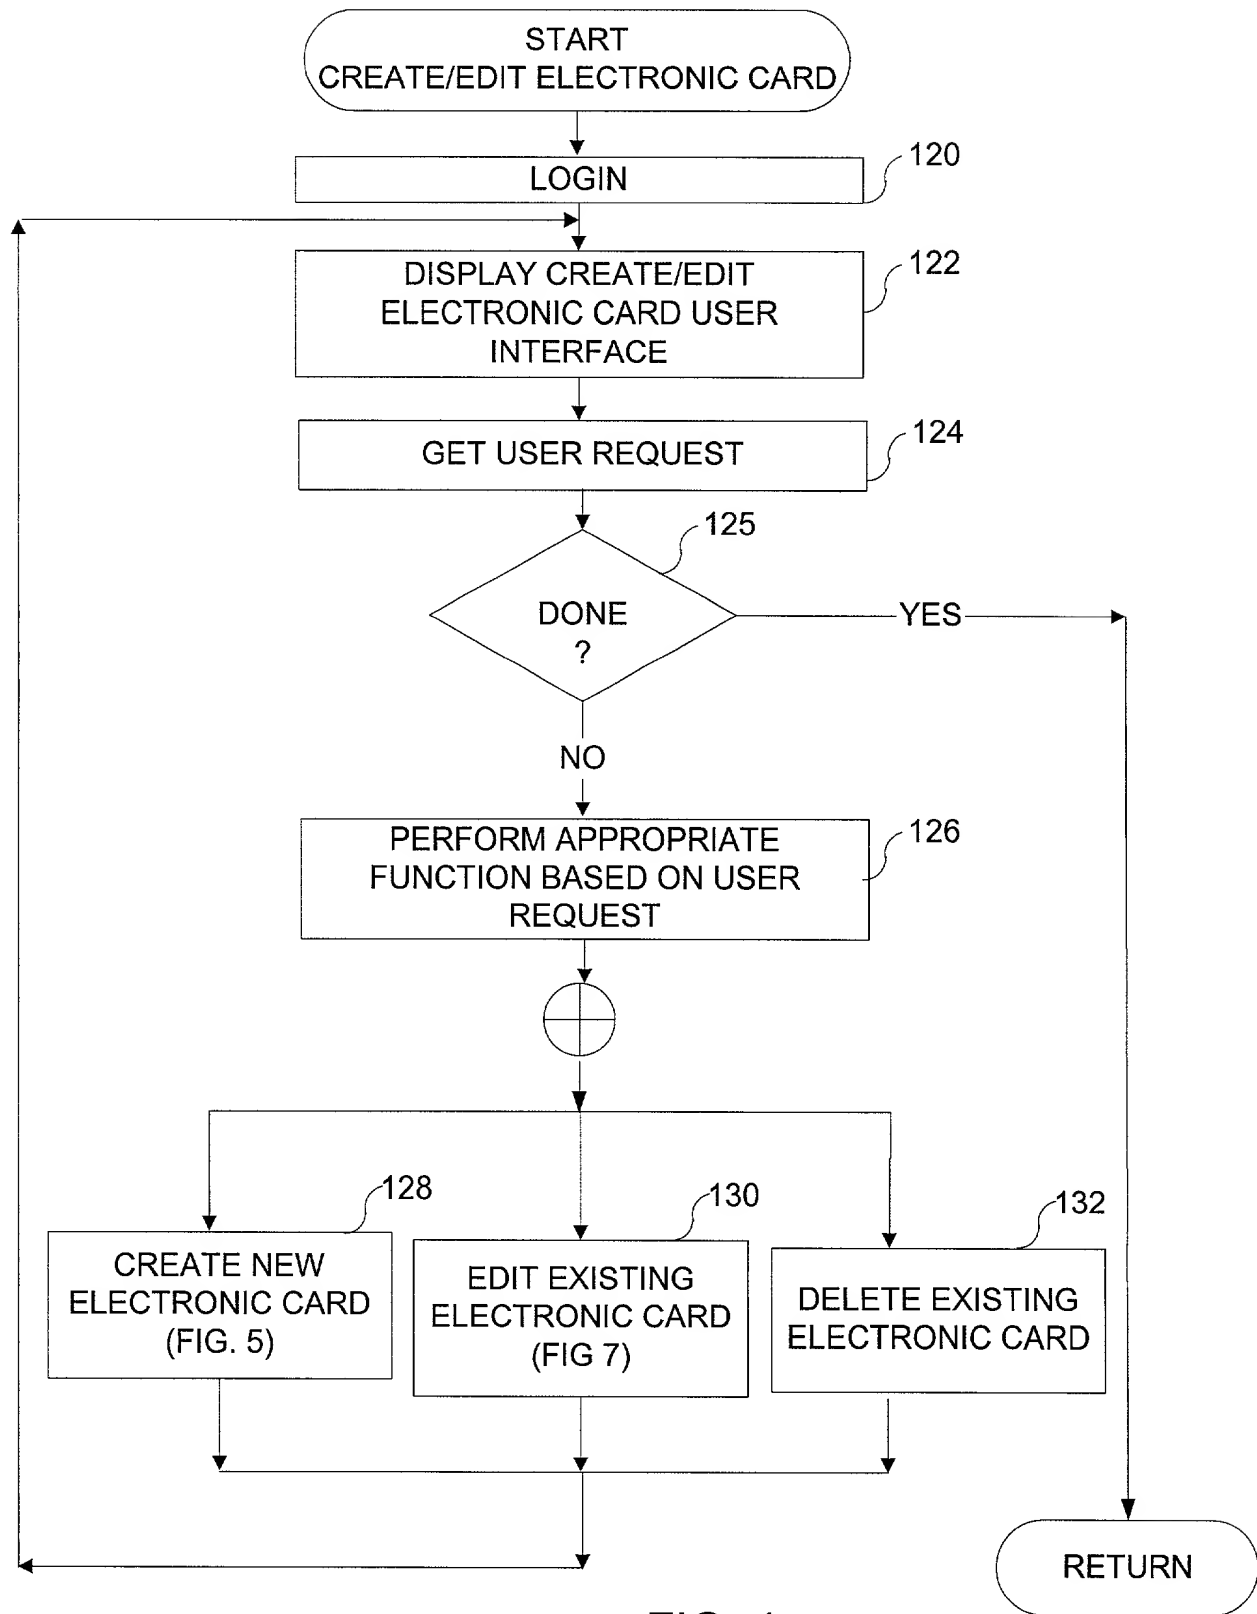 START
CREATE/EDIT ELECTRONIC CARD
120
LOGIN
122
DISPLAY CREATE/EDIT
ELECTRONIC CARD USER
INTERFACE
124
GET USER REQUEST
125
DONE
?
YES
NO
126
PERFORM APPROPRIATE
FUNCTION BASED ON USER
REQUEST
128
130
132
CREATE NEW
ELECTRONIC CARD
(FIG. 5)
EDIT EXISTING
ELECTRONIC CARD
(FIG 7)
DELETE EXISTING
ELECTRONIC CARD
RETURN